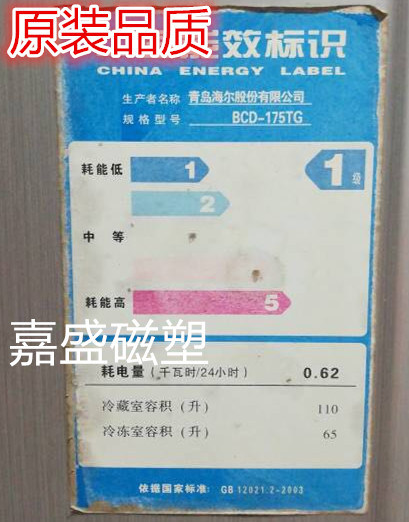 原装品质
能效标识
CHINA ENERGY LABEL
生产者名称 青岛海尔股份有限公司
规格型号 BCD-175TG
耗能低 1 1级
2
中等
耗能高 5
嘉盛磁塑
耗电量(千瓦时/24小时) 0.62
冷藏室容积(升) 110
冷冻室容积(升) 65
依据国家标准: GB 12021.2-2003